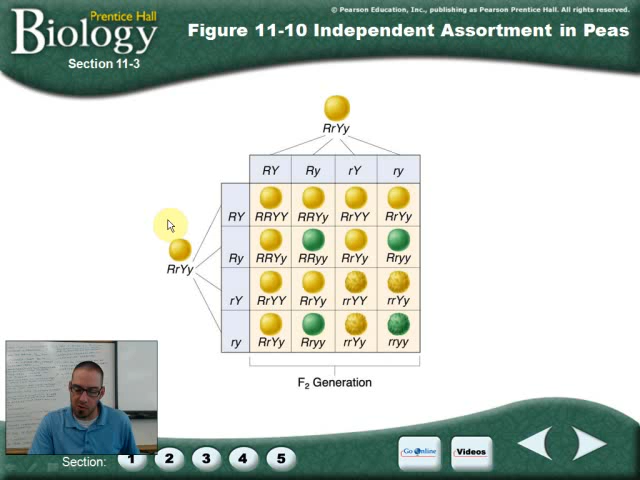 © Pearson Education, Inc., publishing as Pearson Prentice Hall. All rights reserved.
Prentice Hall
Biology
Section 11-3
Figure 11-10 Independent Assortment in Peas
RrYy
RY Ry rY ry
RY RRYY RRYy RrYY RrYy
RrYy
Ry RRYy RRyy RrYy Rryy
rY RrYY RrYy rrYY rrYy
ry RrYy Rryy rrYy rryy
F2 Generation
Section: 1 2 3 4 5
Go Online
Videos